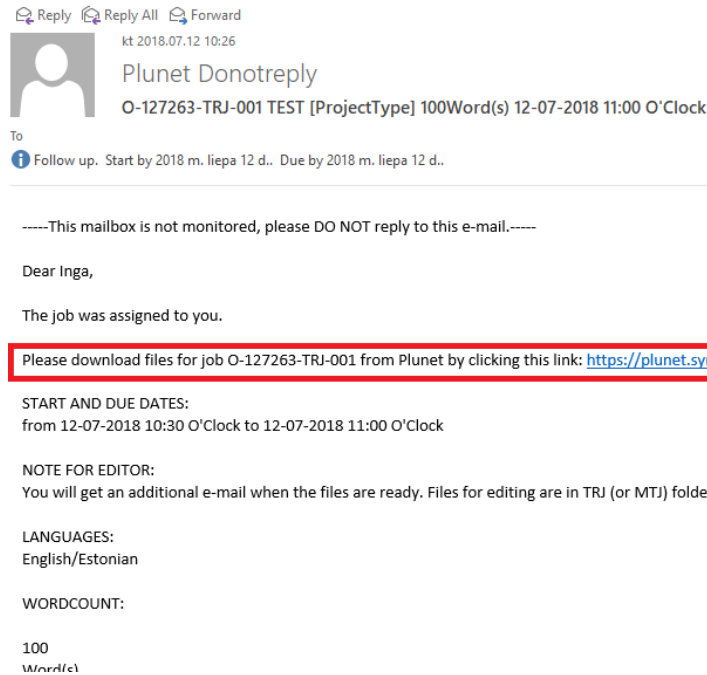 Reply Reply All Forward
kt 2018.07.12 10:26
Plunet Donotreply
O-127263-TRJ-001 TEST [ProjectType] 100Word(s) 12-07-2018 11:00 O'Clock
To
Follow up. Start by 2018 m. liepa 12 d.. Due by 2018 m. liepa 12 d..
-----This mailbox is not monitored, please DO NOT reply to this e-mail.-----
Dear Inga,
The job was assigned to you.
Please download files for job O-127263-TRJ-001 from Plunet by clicking this link: https://plunet.sy
START AND DUE DATES:
from 12-07-2018 10:30 O'Clock to 12-07-2018 11:00 O'Clock
NOTE FOR EDITOR:
You will get an additional e-mail when the files are ready. Files for editing are in TRJ (or MTJ) folde
LANGUAGES:
English/Estonian
WORDCOUNT:
100
Word(s)